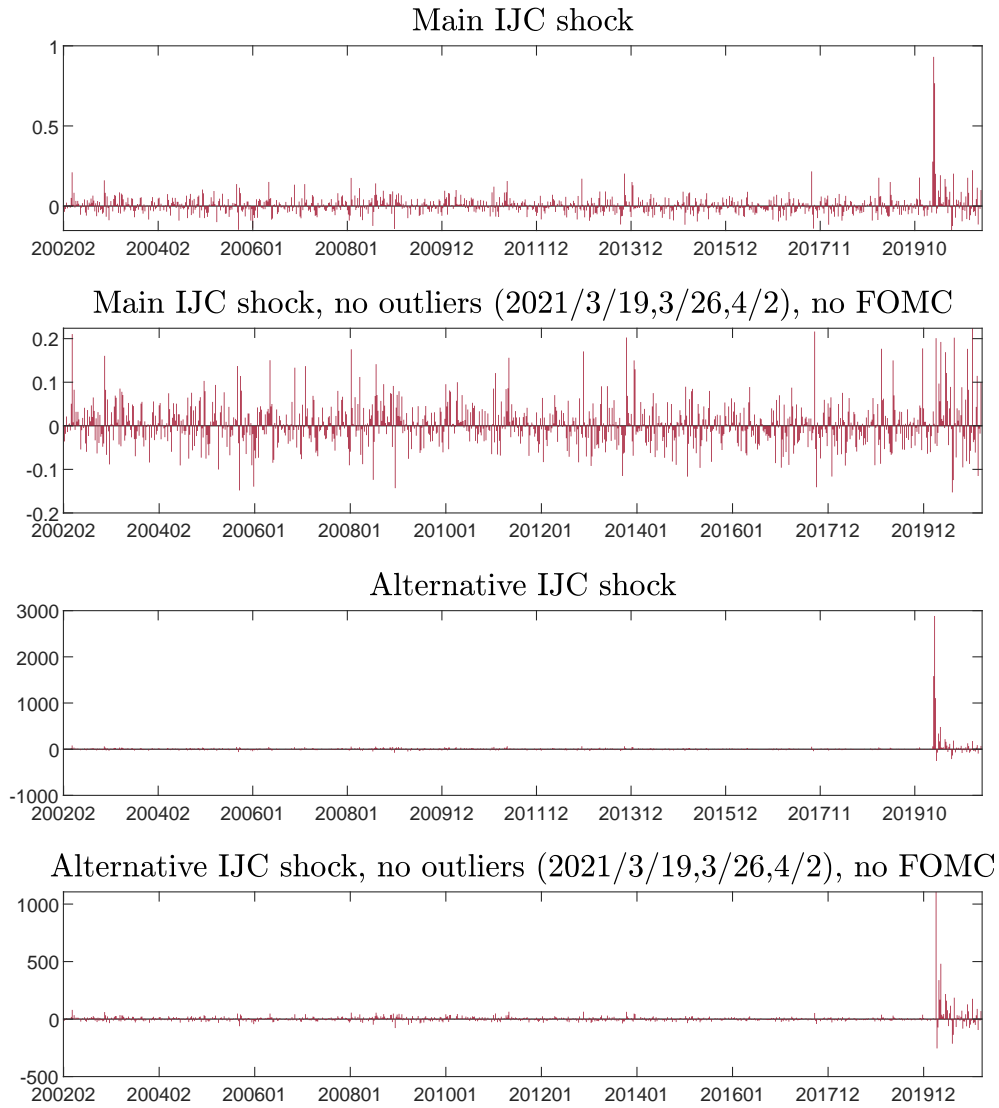 Main IJC shock
1
0.5
0
200202 200402 200601 200801 200912 201112 201312 201512 201711 201910
Main IJC shock, no outliers (2021/3/19,3/26,4/2), no FOMC
0.2
0.1
0
-0.1
-0.2
200202 200402 200601 200801 201001 201201 201401 201601 201712 201912
Alternative IJC shock
3000
2000
1000
0
-1000
200202 200402 200601 200801 200912 201112 201312 201512 201711 201910
Alternative IJC shock, no outliers (2021/3/19,3/26,4/2), no FOMC
1000
500
0
-500
200202 200402 200601 200801 201001 201201 201401 201601 201712 201912